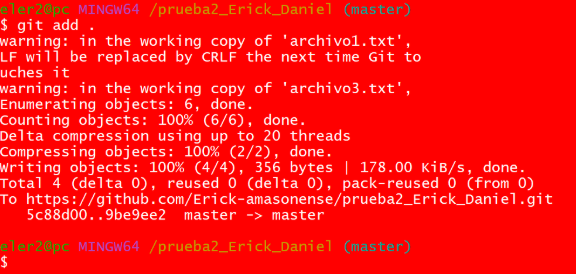 eler2@pc MINGW64 /prueba2_Erick_Daniel (master)
$ git add .
warning: in the working copy of 'archivo1.txt',
LF will be replaced by CRLF the next time Git to
uches it
warning: in the working copy of 'archivo3.txt',
Enumerating objects: 6, done.
Counting objects: 100% (6/6), done.
Delta compression using up to 20 threads
Compressing objects: 100% (2/2), done.
Writing objects: 100% (4/4), 356 bytes | 178.00 KiB/s, done.
Total 4 (delta 0), reused 0 (delta 0), pack-reused 0 (from 0)
To https://github.com/Erick-amasonense/prueba2_Erick_Daniel.git
   5c88d00..9be9ee2  master -> master
eler2@pc MINGW64 /prueba2_Erick_Daniel (master)
$